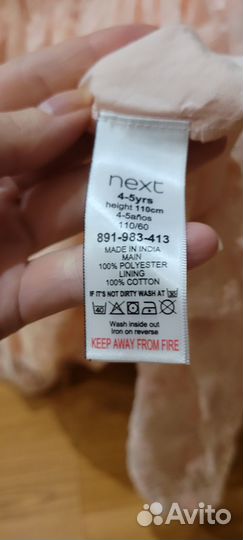 next
4-5yrs
height 110cm
4-5años
110/60
891-983-413
MADE IN INDIA
MAIN
100% POLYESTER
LINING
100% COTTON
IF IT'S NOT DIRTY WASH AT 30
Wash inside out
Iron on reverse
KEEP AWAY FROM FIRE
Avito